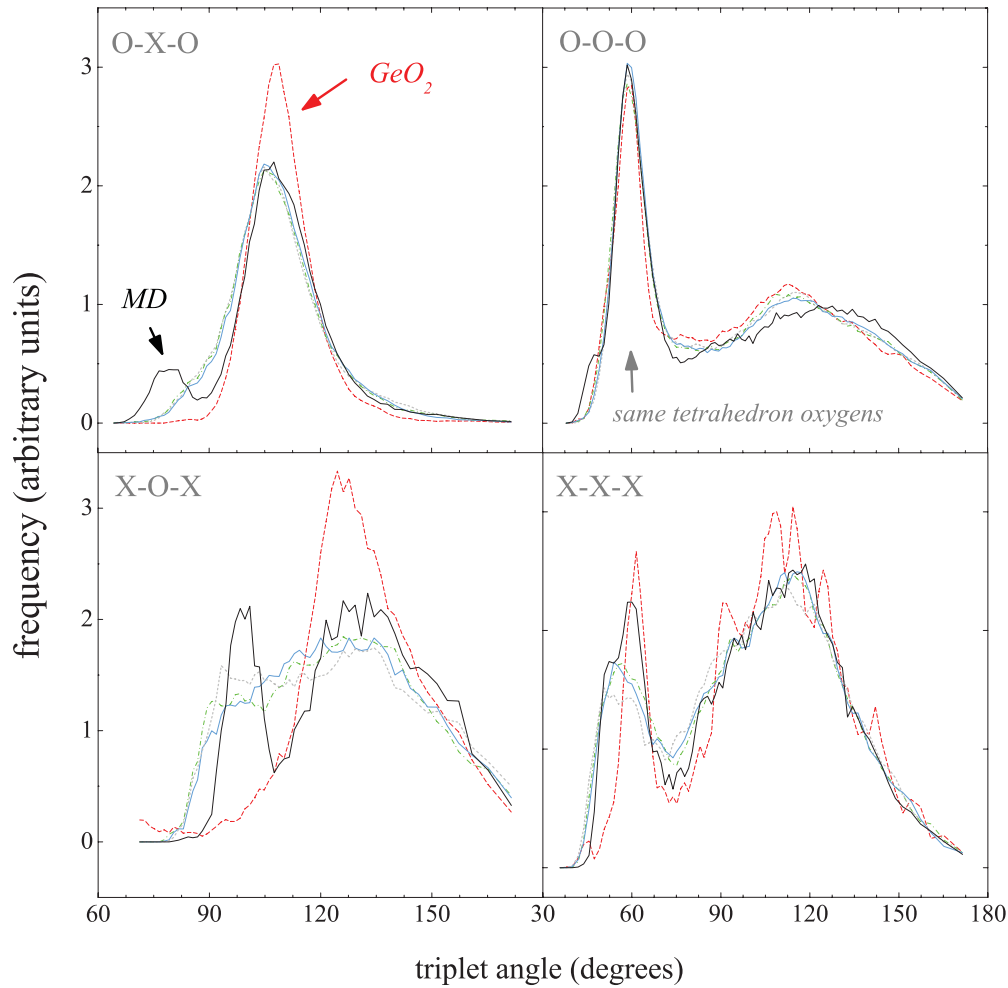 O-X-O
O-O-O
3
GeO2
2
MD
1
same tetrahedron oxygens
0
X-O-X
X-X-X
3
2
1
0
60 90 120 150 30 60 90 120 150 180
frequency (arbitrary units)
triplet angle (degrees)